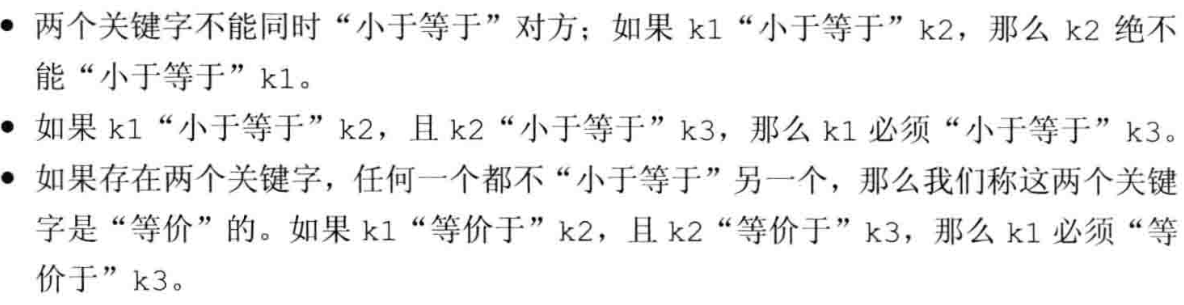 • 两个关键字不能同时“小于等于”对方；如果 k1“小于等于”k2，那么 k2 绝不
能“小于等于”k1。
• 如果 k1“小于等于”k2，且 k2“小于等于”k3，那么 k1 必须“小于等于”k3。
• 如果存在两个关键字，任何一个都不“小于等于”另一个，那么我们称这两个关键
字是“等价”的。如果 k1“等价于”k2，且 k2“等价于”k3，那么 k1 必须“等
价于”k3。